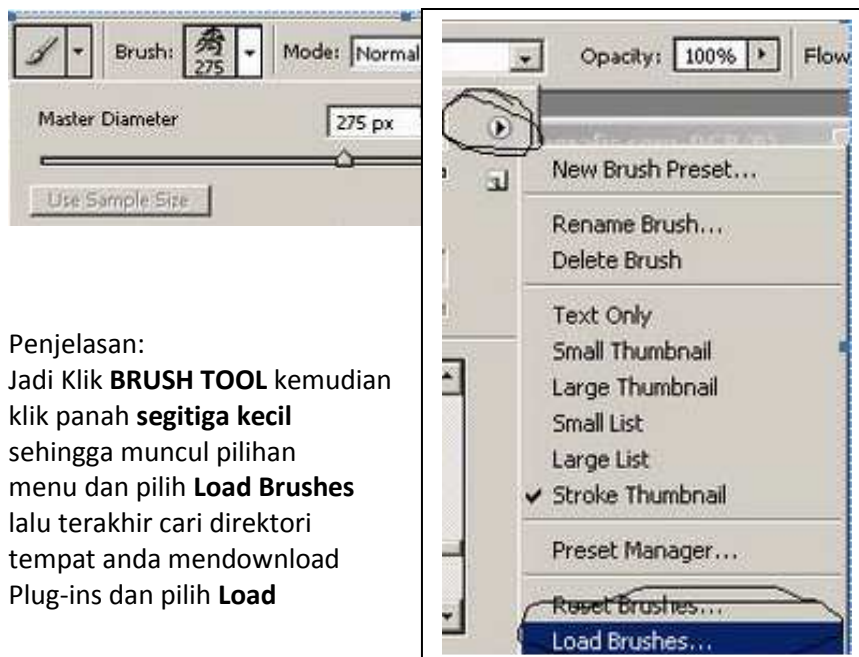 Brush:
275
Mode: Normal
Master Diameter
275 px
Use Sample Size
Penjelasan:
Jadi Klik BRUSH TOOL kemudian
klik panah segitiga kecil
sehingga muncul pilihan
menu dan pilih Load Brushes
lalu terakhir cari direktori
tempat anda mendownload
Plug-ins dan pilih Load
Opacity: 100% Flow
New Brush Preset...
Rename Brush...
Delete Brush
Text Only
Small Thumbnail
Large Thumbnail
Small List
Large List
Stroke Thumbnail
Preset Manager...
Reset Brushes...
Load Brushes...